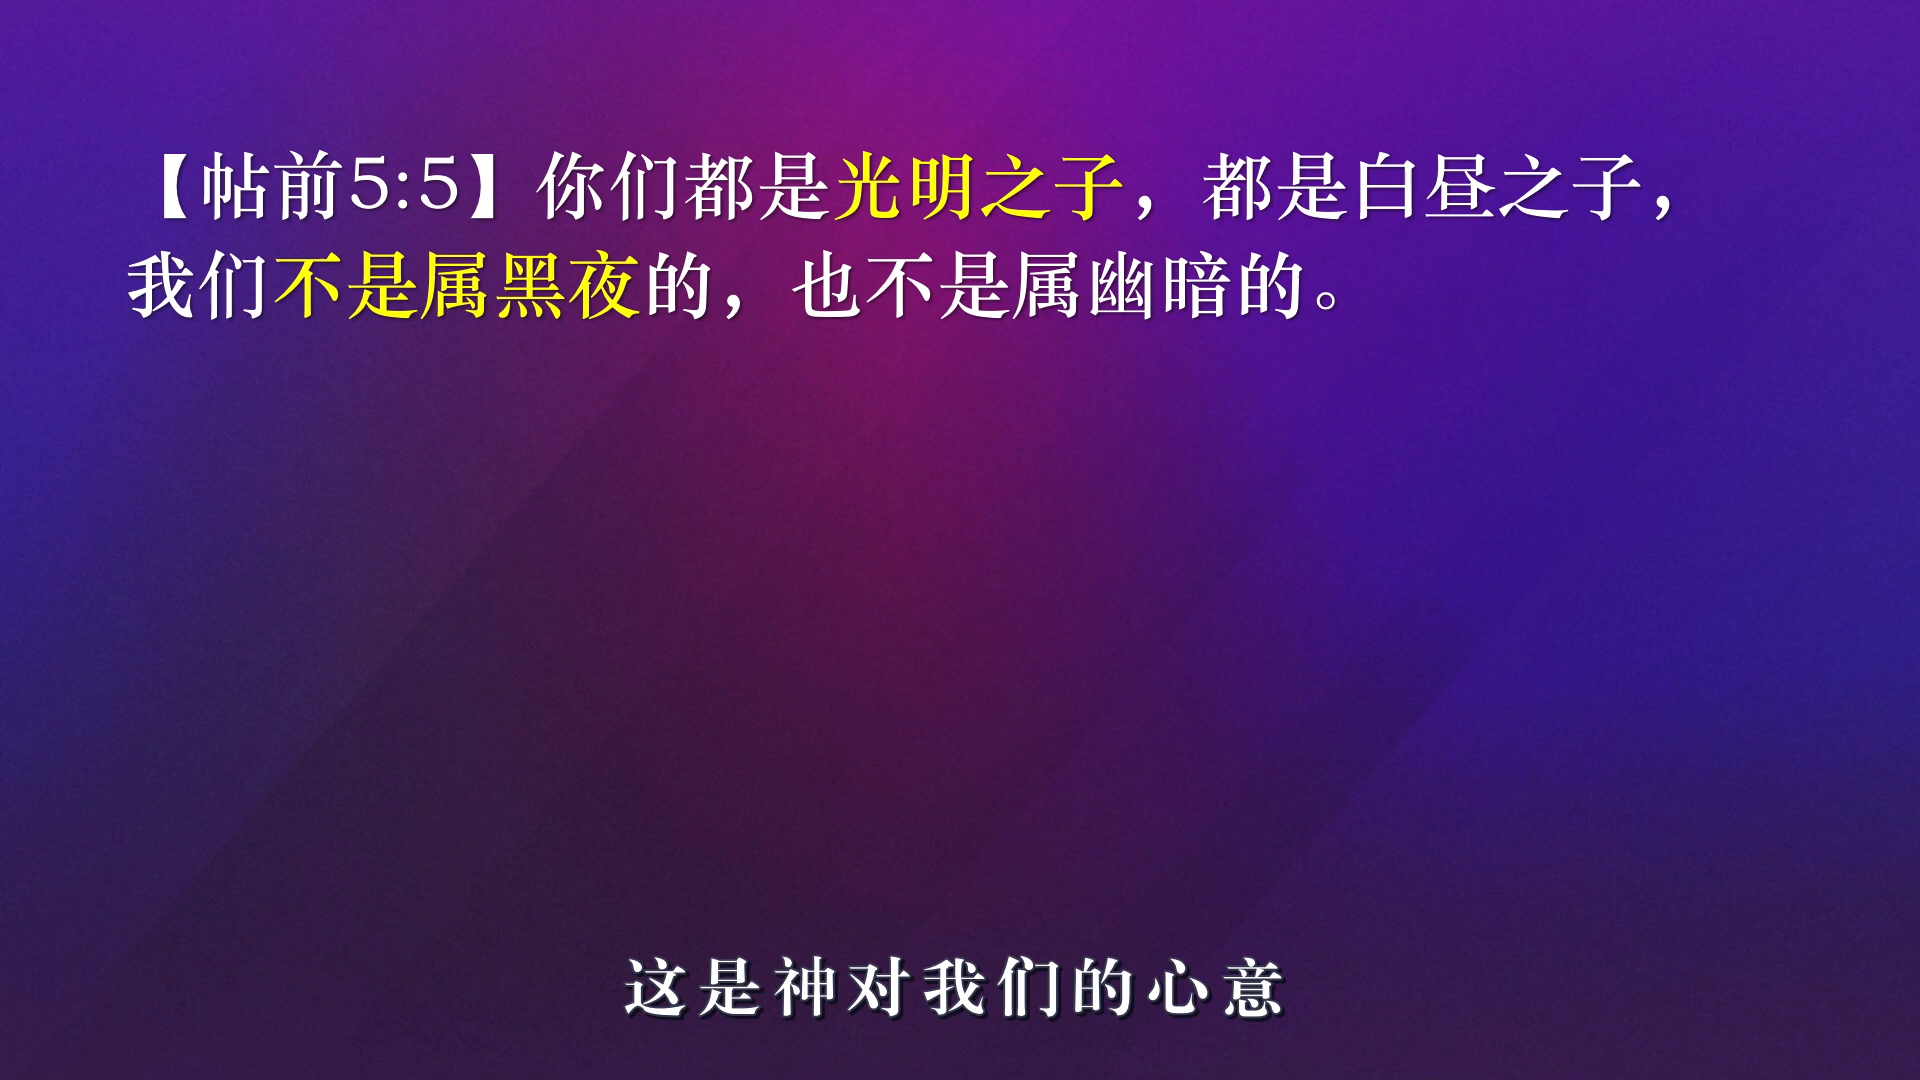 【帖前5:5】你们都是光明之子，都是白昼之子，
我们不是属黑夜的，也不是属幽暗的。
这是神对我们的心意